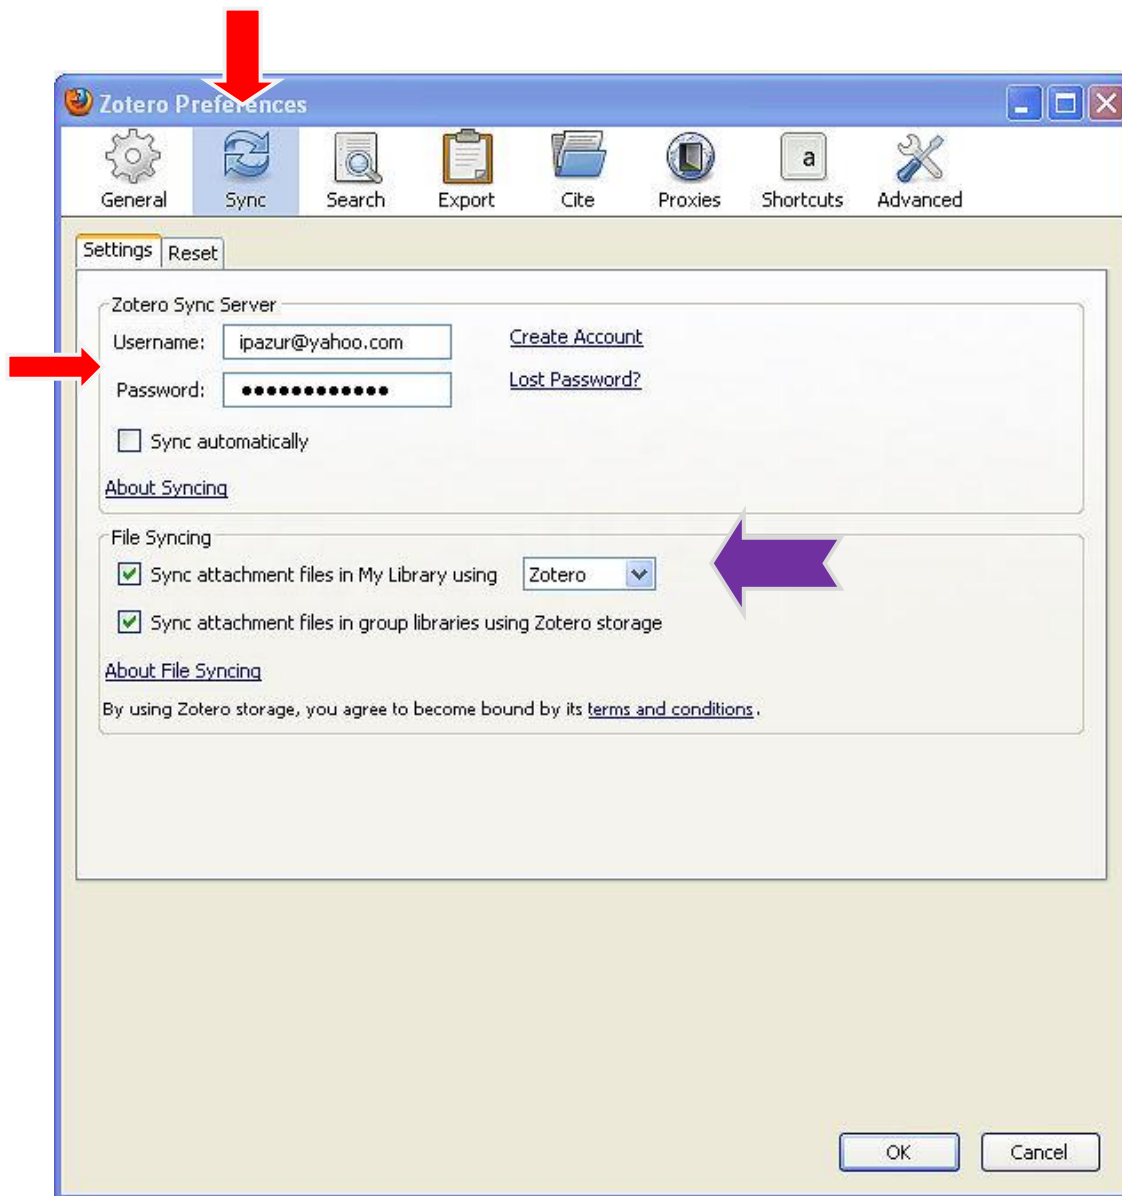 Zotero Preferences
General Sync Search Export Cite Proxies a Shortcuts Advanced
Settings Reset
Zotero Sync Server
Username: ipazur@yahoo.com Create Account
Password: ●●●●●●●●●●●● Lost Password?
Sync automatically
About Syncing
File Syncing
Sync attachment files in My Library using Zotero
Sync attachment files in group libraries using Zotero storage
About File Syncing
By using Zotero storage, you agree to become bound by its terms and conditions.
OK Cancel